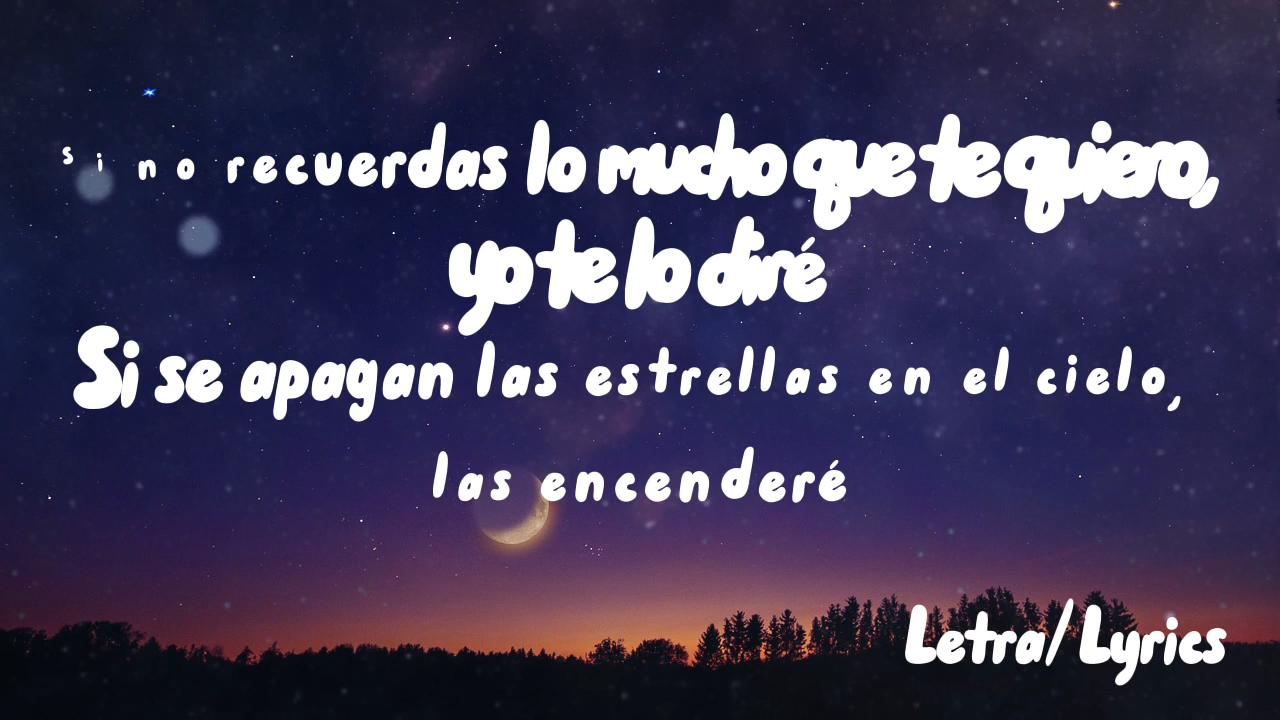 si no recuerdas lo mucho que te quiero,
yo te lo diré
Si se apagan las estrellas en el cielo,
las encenderé
Letra/Lyrics